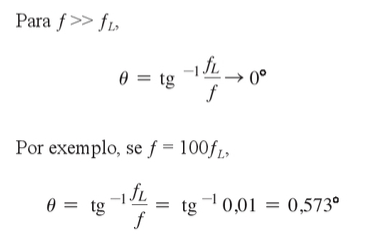 Para f >> f_L,
θ = tg ⁻¹ f_L/f → 0°
Por exemplo, se f = 100f_L,
θ = tg ⁻¹ f_L/f = tg ⁻¹ 0,01 = 0,573°